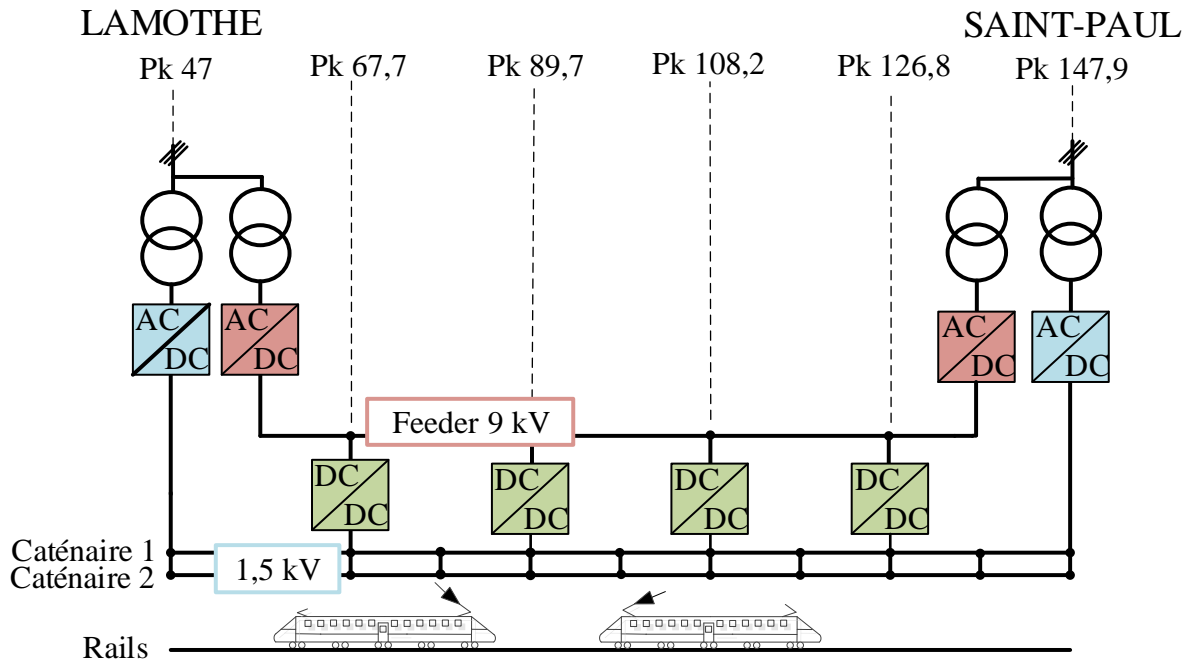 LAMOTHE SAINT-PAUL
Pk 47 Pk 67,7 Pk 89,7 Pk 108,2 Pk 126,8 Pk 147,9
AC DC AC DC AC DC AC DC
Feeder 9 kV
DC DC DC DC DC DC DC DC
Caténaire 1
Caténaire 2
1,5 kV
Rails